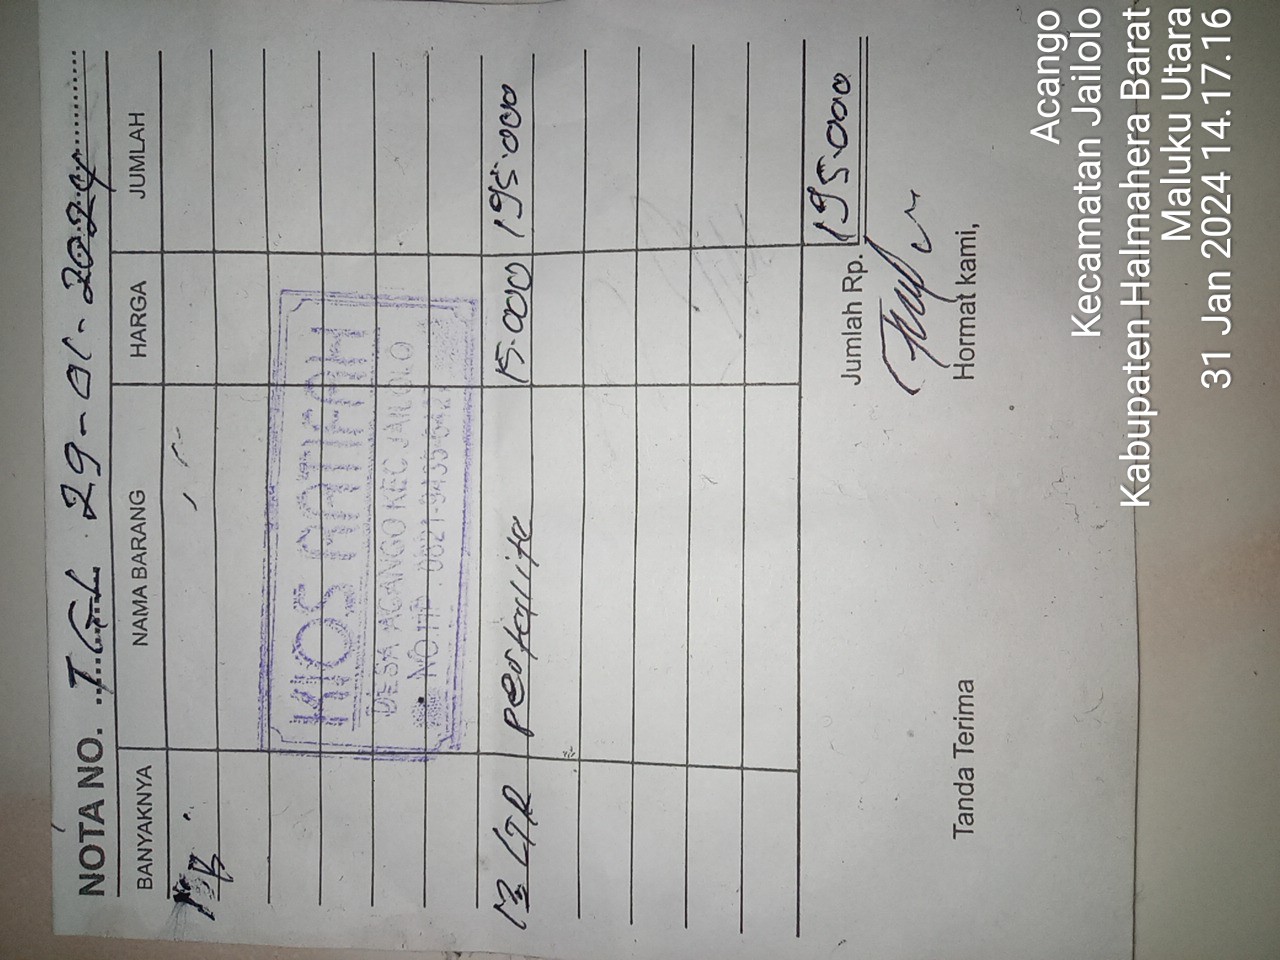 NOTA NO. TGL. 29-01-2024
BANYAKNYA NAMA BARANG HARGA JUMLAH
KIOS
DESA ACANGO KEC JAILOLO
NO.HP.
13 LTR pertalite 15.000 195.000
Jumlah Rp. 195.000
Tanda Terima Hormat kami,
Acango
Kecamatan Jailolo
Kabupaten Halmahera Barat
Maluku Utara
31 Jan 2024 14.17.16